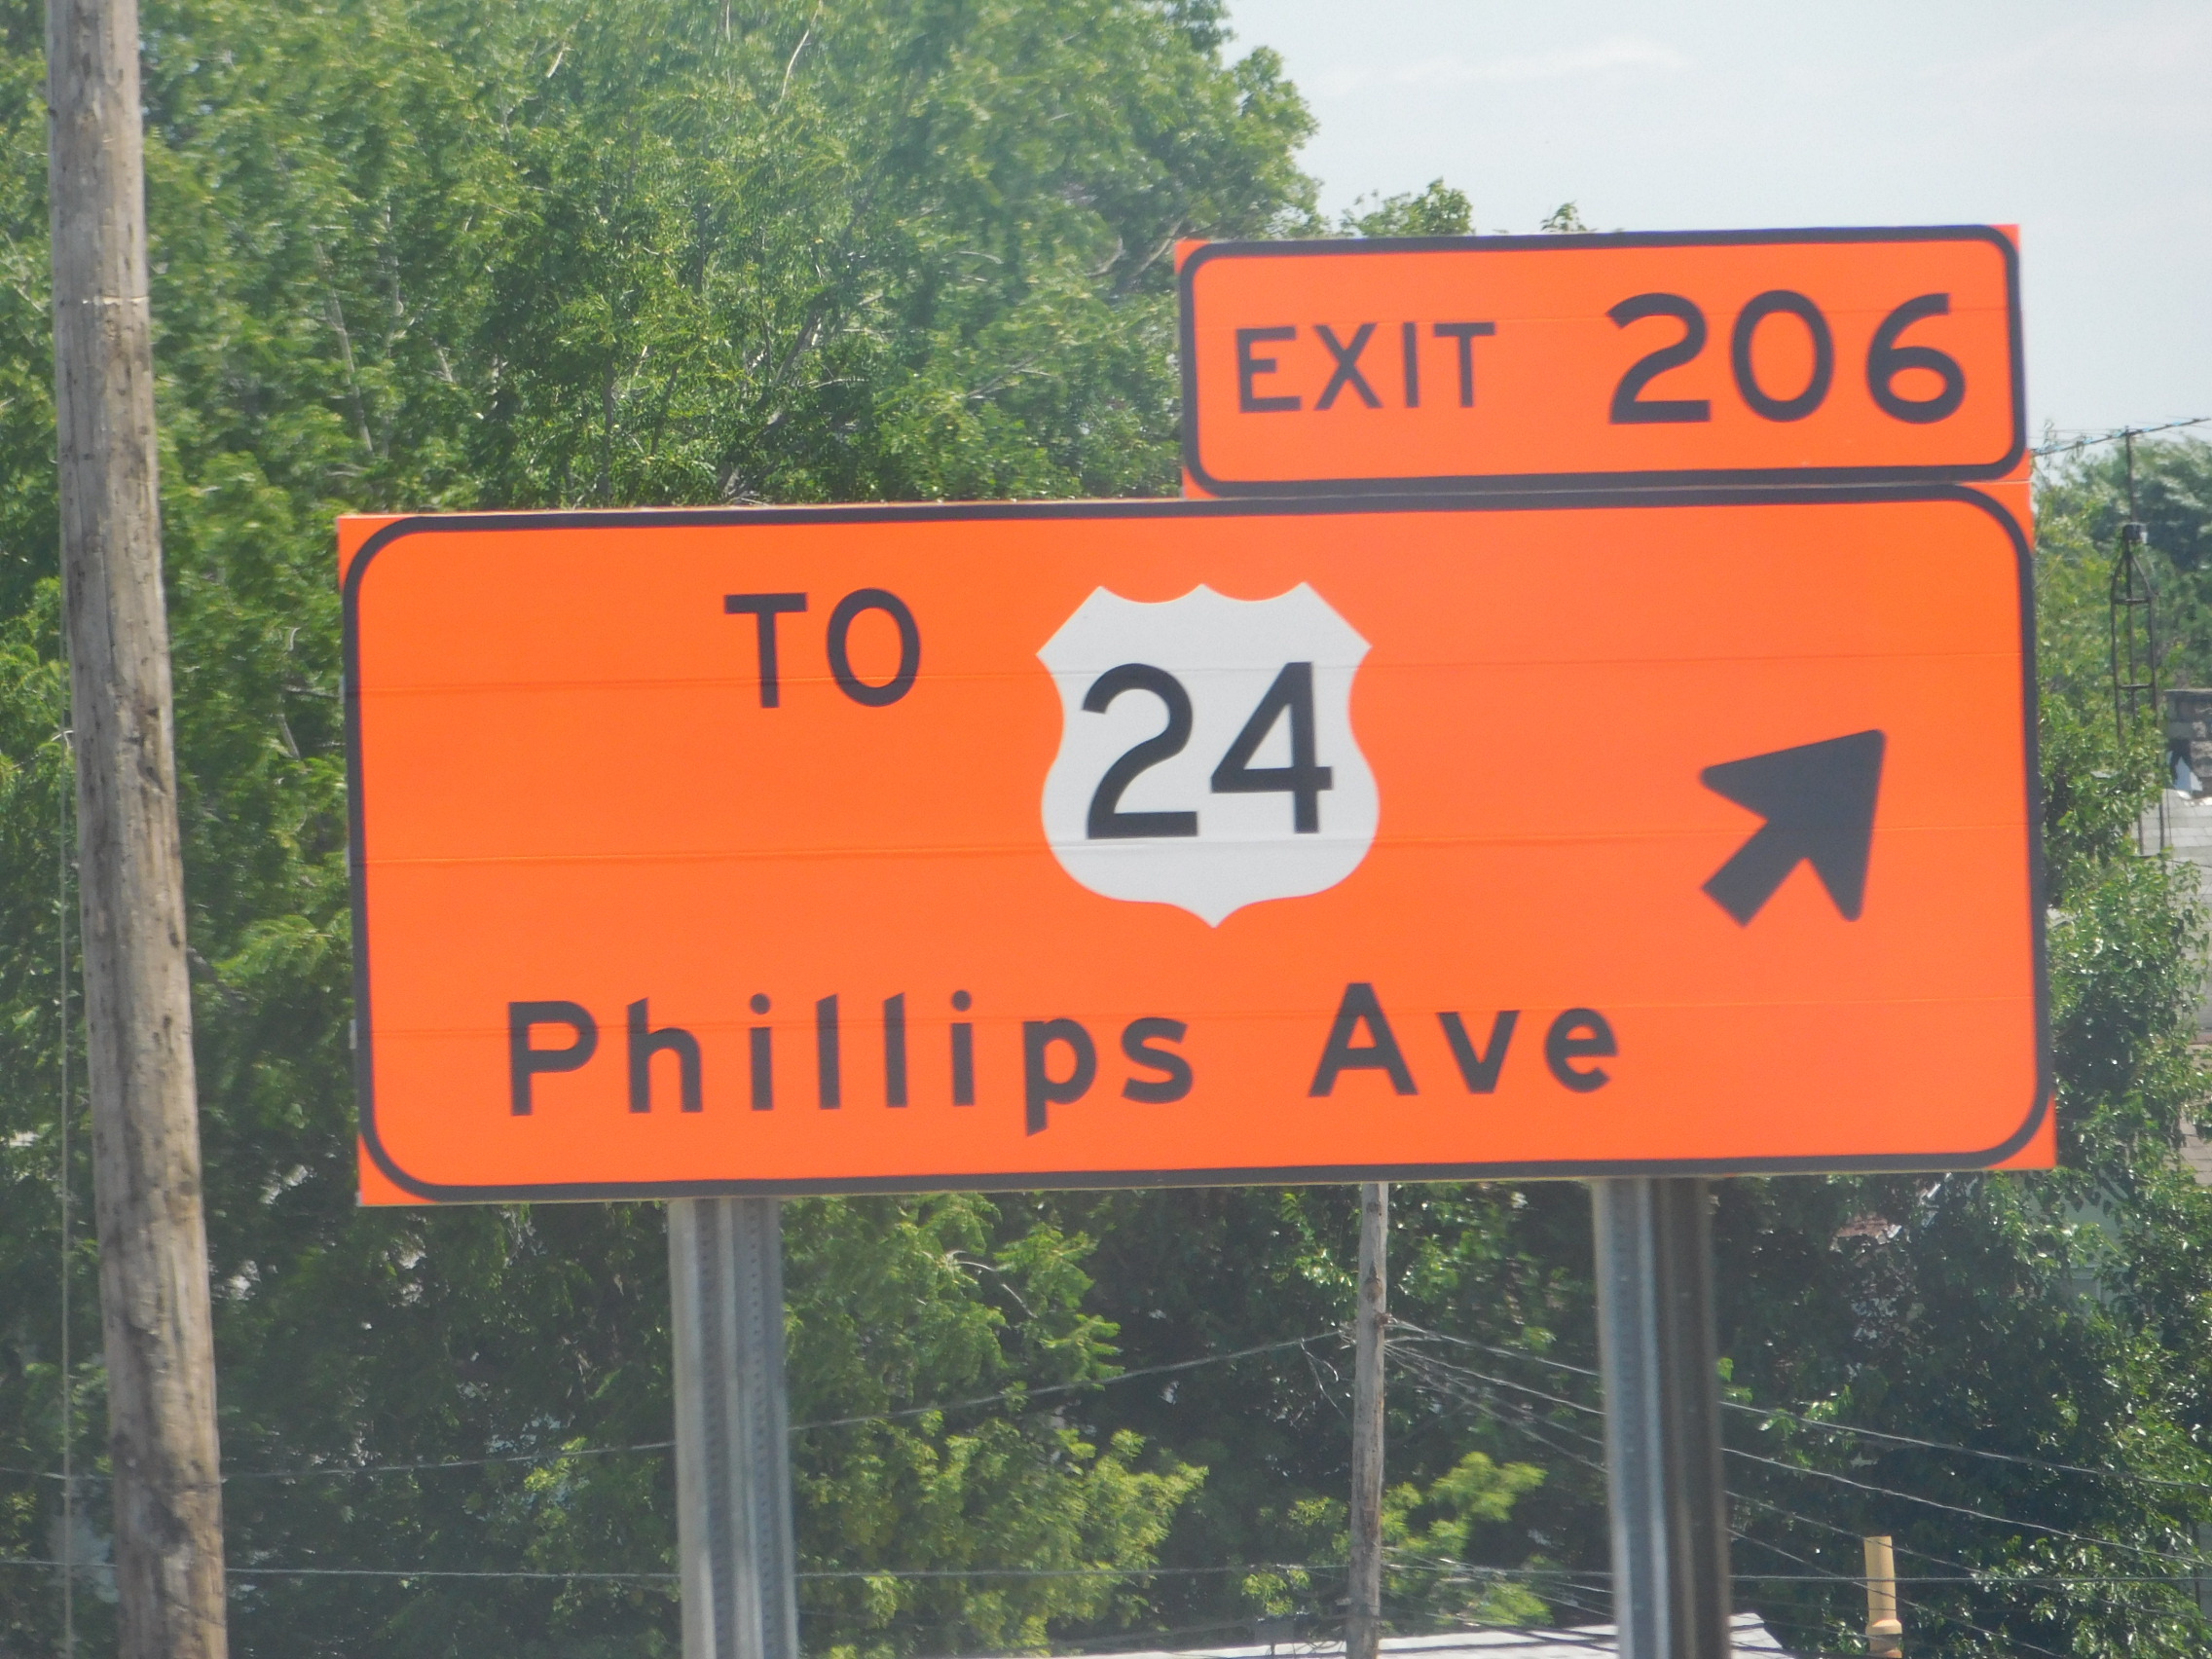 EXIT 206
TO 24
Phillips Ave